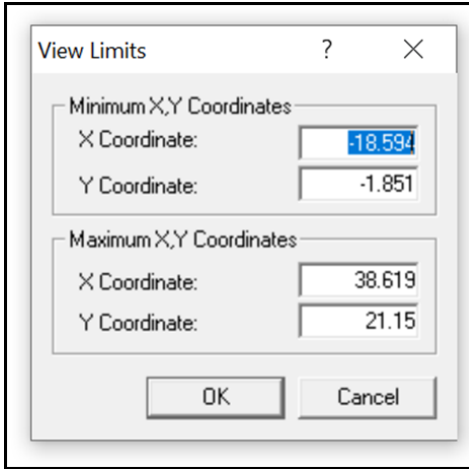 View Limits ?
Minimum X,Y Coordinates
X Coordinate: -18.594
Y Coordinate: -1.851
Maximum X,Y Coordinates
X Coordinate: 38.619
Y Coordinate: 21.15
OK Cancel